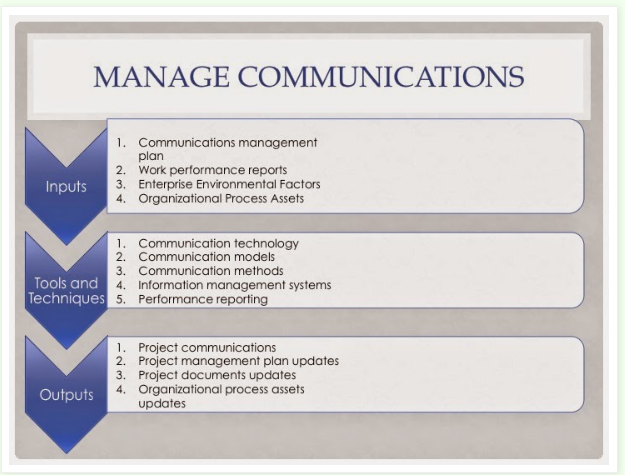 MANAGE COMMUNICATIONS
Inputs
1. Communications management
plan
2. Work performance reports
3. Enterprise Environmental Factors
4. Organizational Process Assets
Tools and
Techniques
1. Communication technology
2. Communication models
3. Communication methods
4. Information management systems
5. Performance reporting
Outputs
1. Project communications
2. Project management plan updates
3. Project documents updates
4. Organizational process assets
updates